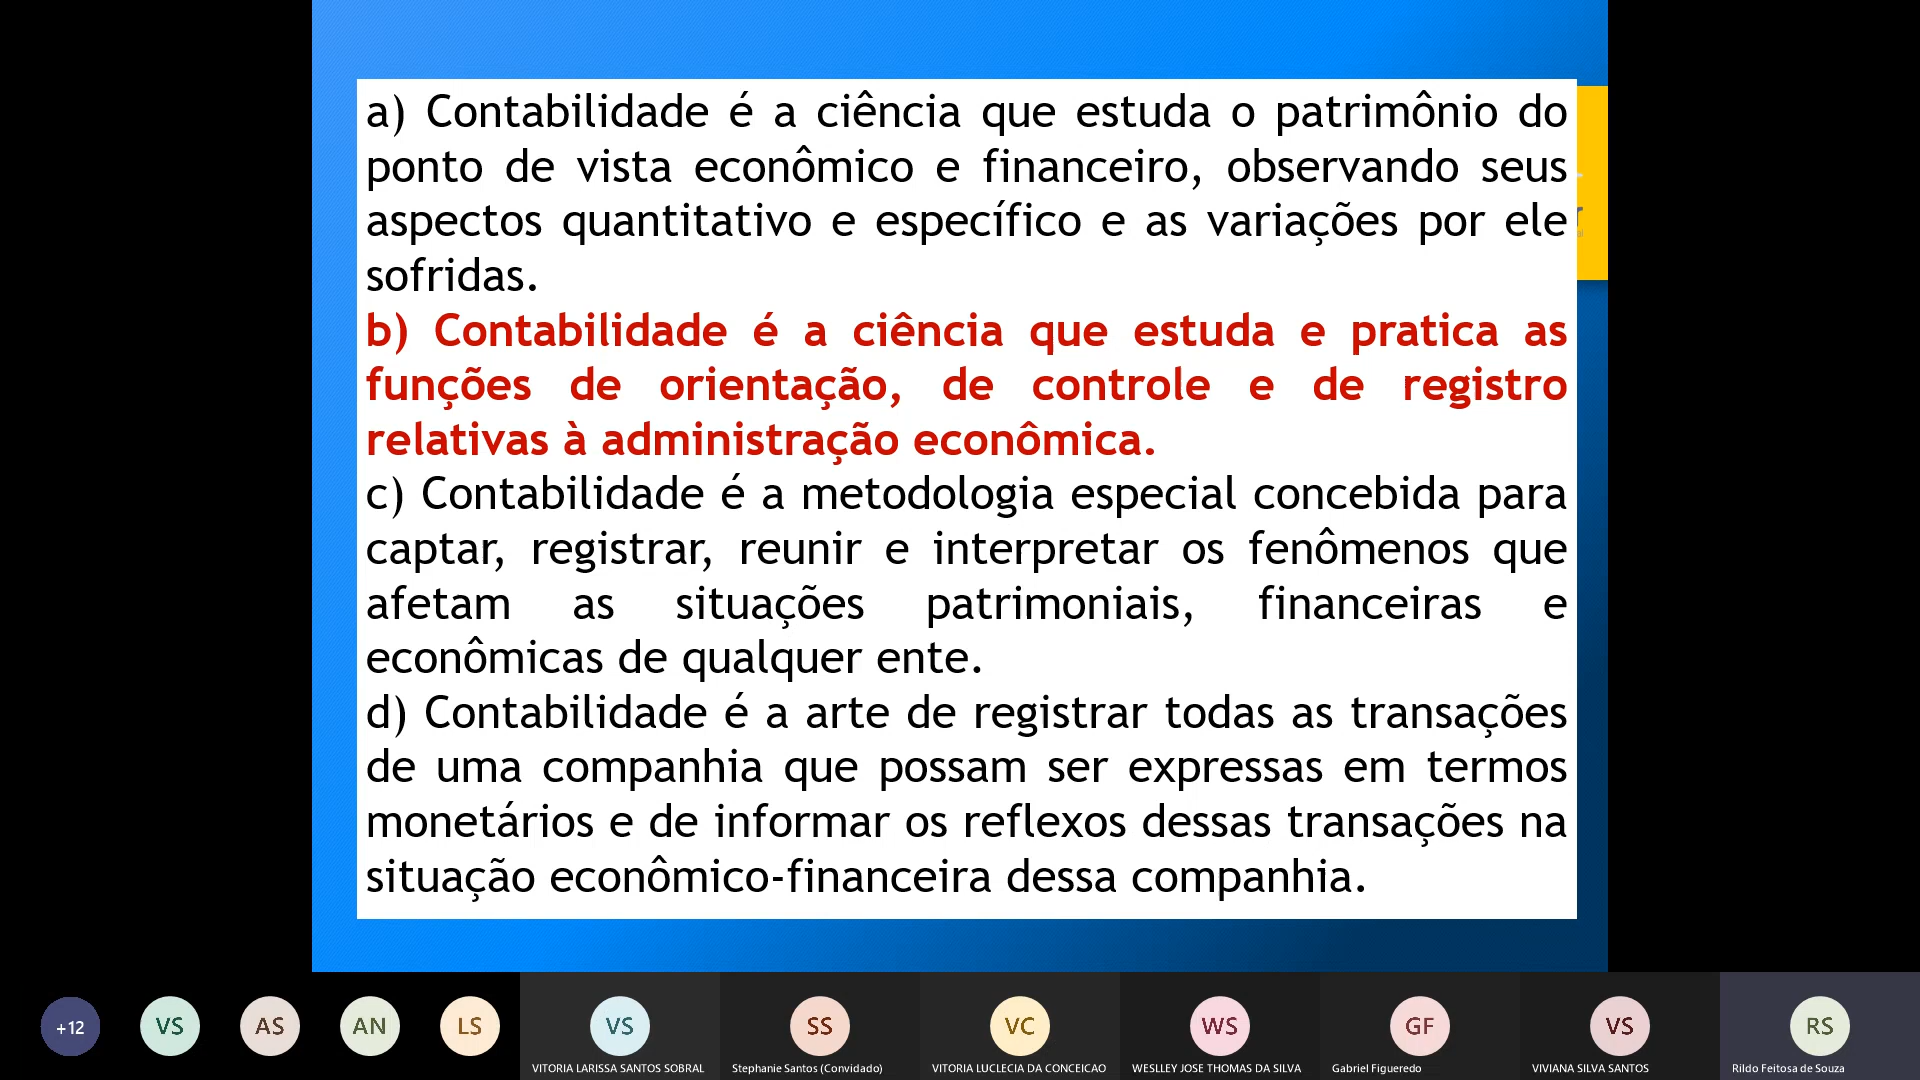 a) Contabilidade é a ciência que estuda o patrimônio do
ponto de vista econômico e financeiro, observando seus
aspectos quantitativo e específico e as variações por ele
sofridas.
b) Contabilidade é a ciência que estuda e pratica as
funções de orientação, de controle e de registro
relativas à administração econômica.
c) Contabilidade é a metodologia especial concebida para
captar, registrar, reunir e interpretar os fenômenos que
afetam as situações patrimoniais, financeiras e
econômicas de qualquer ente.
d) Contabilidade é a arte de registrar todas as transações
de uma companhia que possam ser expressas em termos
monetários e de informar os reflexos dessas transações na
situação econômico-financeira dessa companhia.
+12 VS AS AN LS VS SS VC WS GF VS RS
VITORIA LARISSA SANTOS SOBRAL Stephanie Santos (Convidado) VITORIA LUCLECIA DA CONCEICAO WESLLEY JOSE THOMAS DA SILVA Gabriel Figueredo VIVIANA SILVA SANTOS Rildo Feitosa de Souza